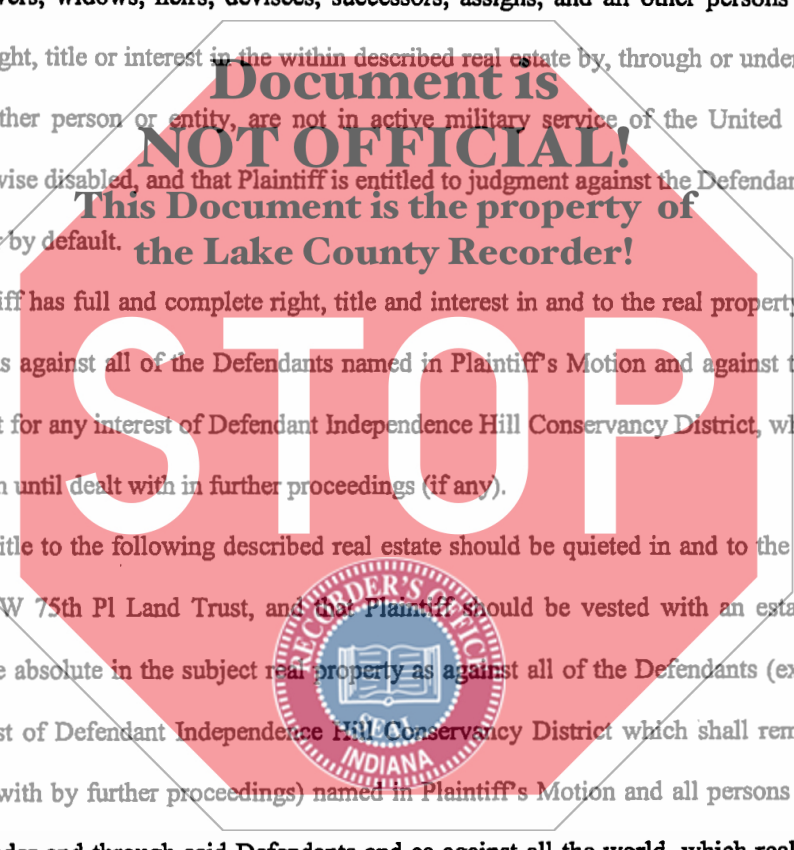 ght, title or interest in the within described real estate by, through or under
Document is
ther person or entity, are not in active military service of the United
NOT OFFICIAL!
wise disabled, and that Plaintiff is entitled to judgment against the Defendan
This Document is the property of
by default.
the Lake County Recorder!
iff has full and complete right, title and interest in and to the real property
s against all of the Defendants named in Plaintiff's Motion and against t
STOP
t for any interest of Defendant Independence Hill Conservancy District, wh
n until dealt with in further proceedings (if any).
itle to the following described real estate should be quieted in and to the
W 75th Pl Land Trust, and that Plaintiff should be vested with an esta
RECORDER'S OFFICE
e absolute in the subject real property as against all of the Defendants (ex
SEAL
st of Defendant Independence Hill Conservancy District which shall rem
INDIANA
with by further proceedings) named in Plaintiff's Motion and all persons